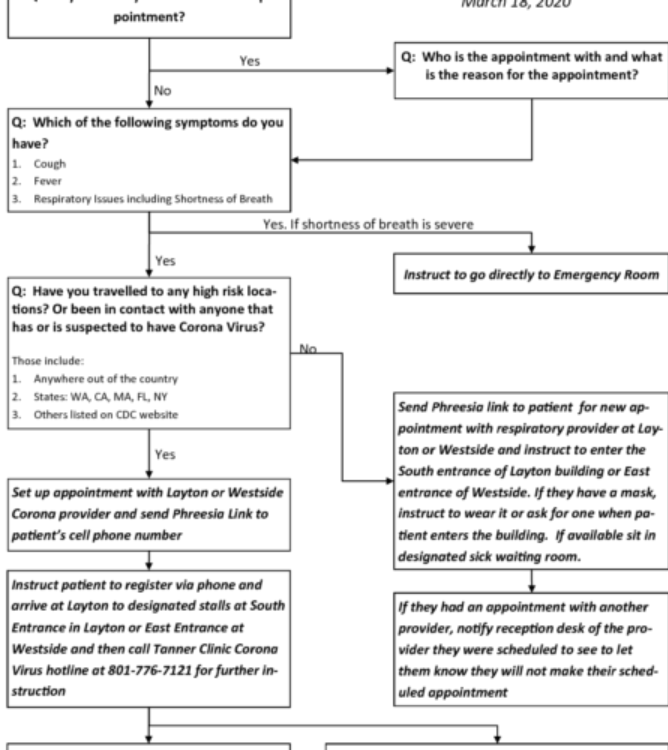 March 18, 2020
pointment?
Yes
Q: Who is the appointment with and what
is the reason for the appointment?
No
Q: Which of the following symptoms do you
have?
1. Cough
2. Fever
3. Respiratory Issues including Shortness of Breath
Yes. If shortness of breath is severe
Yes
Instruct to go directly to Emergency Room
Q: Have you travelled to any high risk loca-
tions? Or been in contact with anyone that
has or is suspected to have Corona Virus?
Those include:
1. Anywhere out of the country
2. States: WA, CA, MA, FL, NY
3. Others listed on CDC website
No
Yes
Send Phreesia link to patient for new ap-
pointment with respiratory provider at Lay-
ton or Westside and instruct to enter the
South entrance of Layton building or East
entrance of Westside. If they have a mask,
instruct to wear it or ask for one when pa-
tient enters the building. If available sit in
designated sick waiting room.
Set up appointment with Layton or Westside
Corona provider and send Phreesia Link to
patient's cell phone number
Instruct patient to register via phone and
arrive at Layton to designated stalls at South
Entrance in Layton or East Entrance at
Westside and then call Tanner Clinic Corona
Virus hotline at 801-776-7121 for further in-
struction
If they had an appointment with another
provider, notify reception desk of the pro-
vider they were scheduled to see to let
them know they will not make their sched-
uled appointment